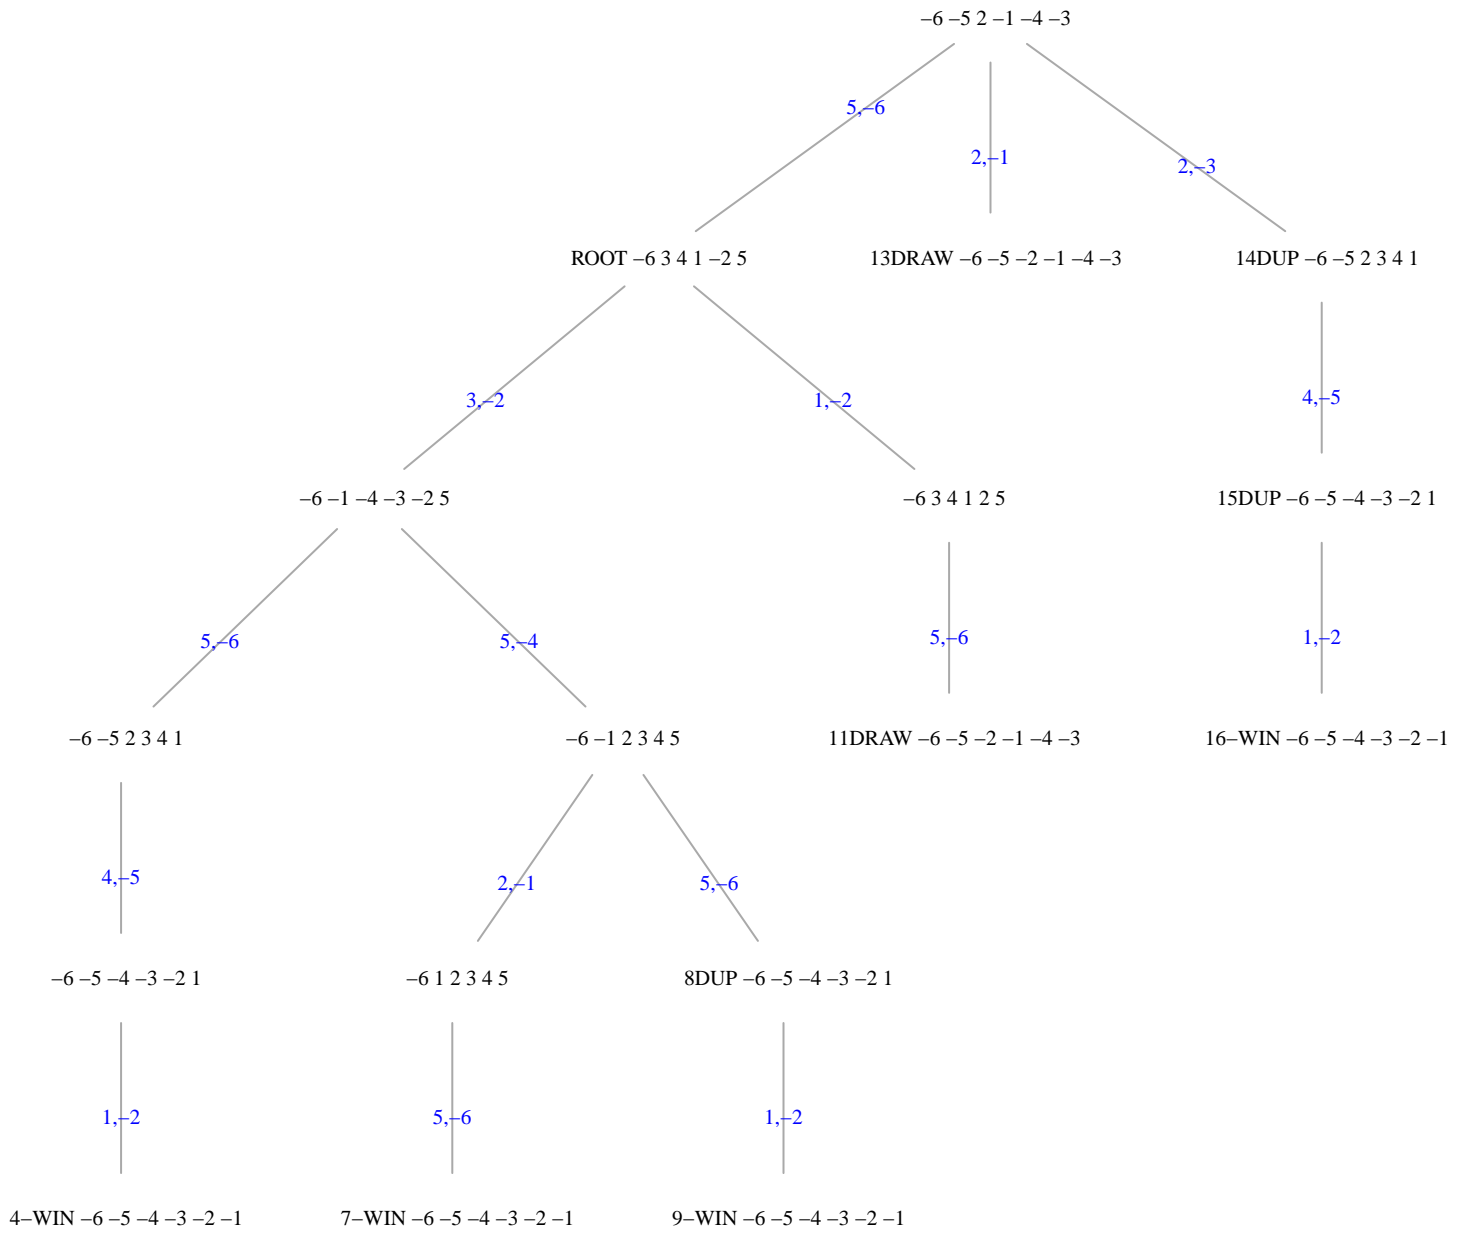 –6 –5 2 –1 –4 –3
5,–6
2,–1
2,–3
ROOT –6 3 4 1 –2 5
13DRAW –6 –5 –2 –1 –4 –3
14DUP –6 –5 2 3 4 1
3,–2
1,–2
4,–5
–6 –1 –4 –3 –2 5
–6 3 4 1 2 5
15DUP –6 –5 –4 –3 –2 1
5,–6
5,–4
5,–6
1,–2
–6 –5 2 3 4 1
–6 –1 2 3 4 5
11DRAW –6 –5 –2 –1 –4 –3
16–WIN –6 –5 –4 –3 –2 –1
4,–5
2,–1
5,–6
–6 –5 –4 –3 –2 1
–6 1 2 3 4 5
8DUP –6 –5 –4 –3 –2 1
1,–2
5,–6
1,–2
4–WIN –6 –5 –4 –3 –2 –1
7–WIN –6 –5 –4 –3 –2 –1
9–WIN –6 –5 –4 –3 –2 –1